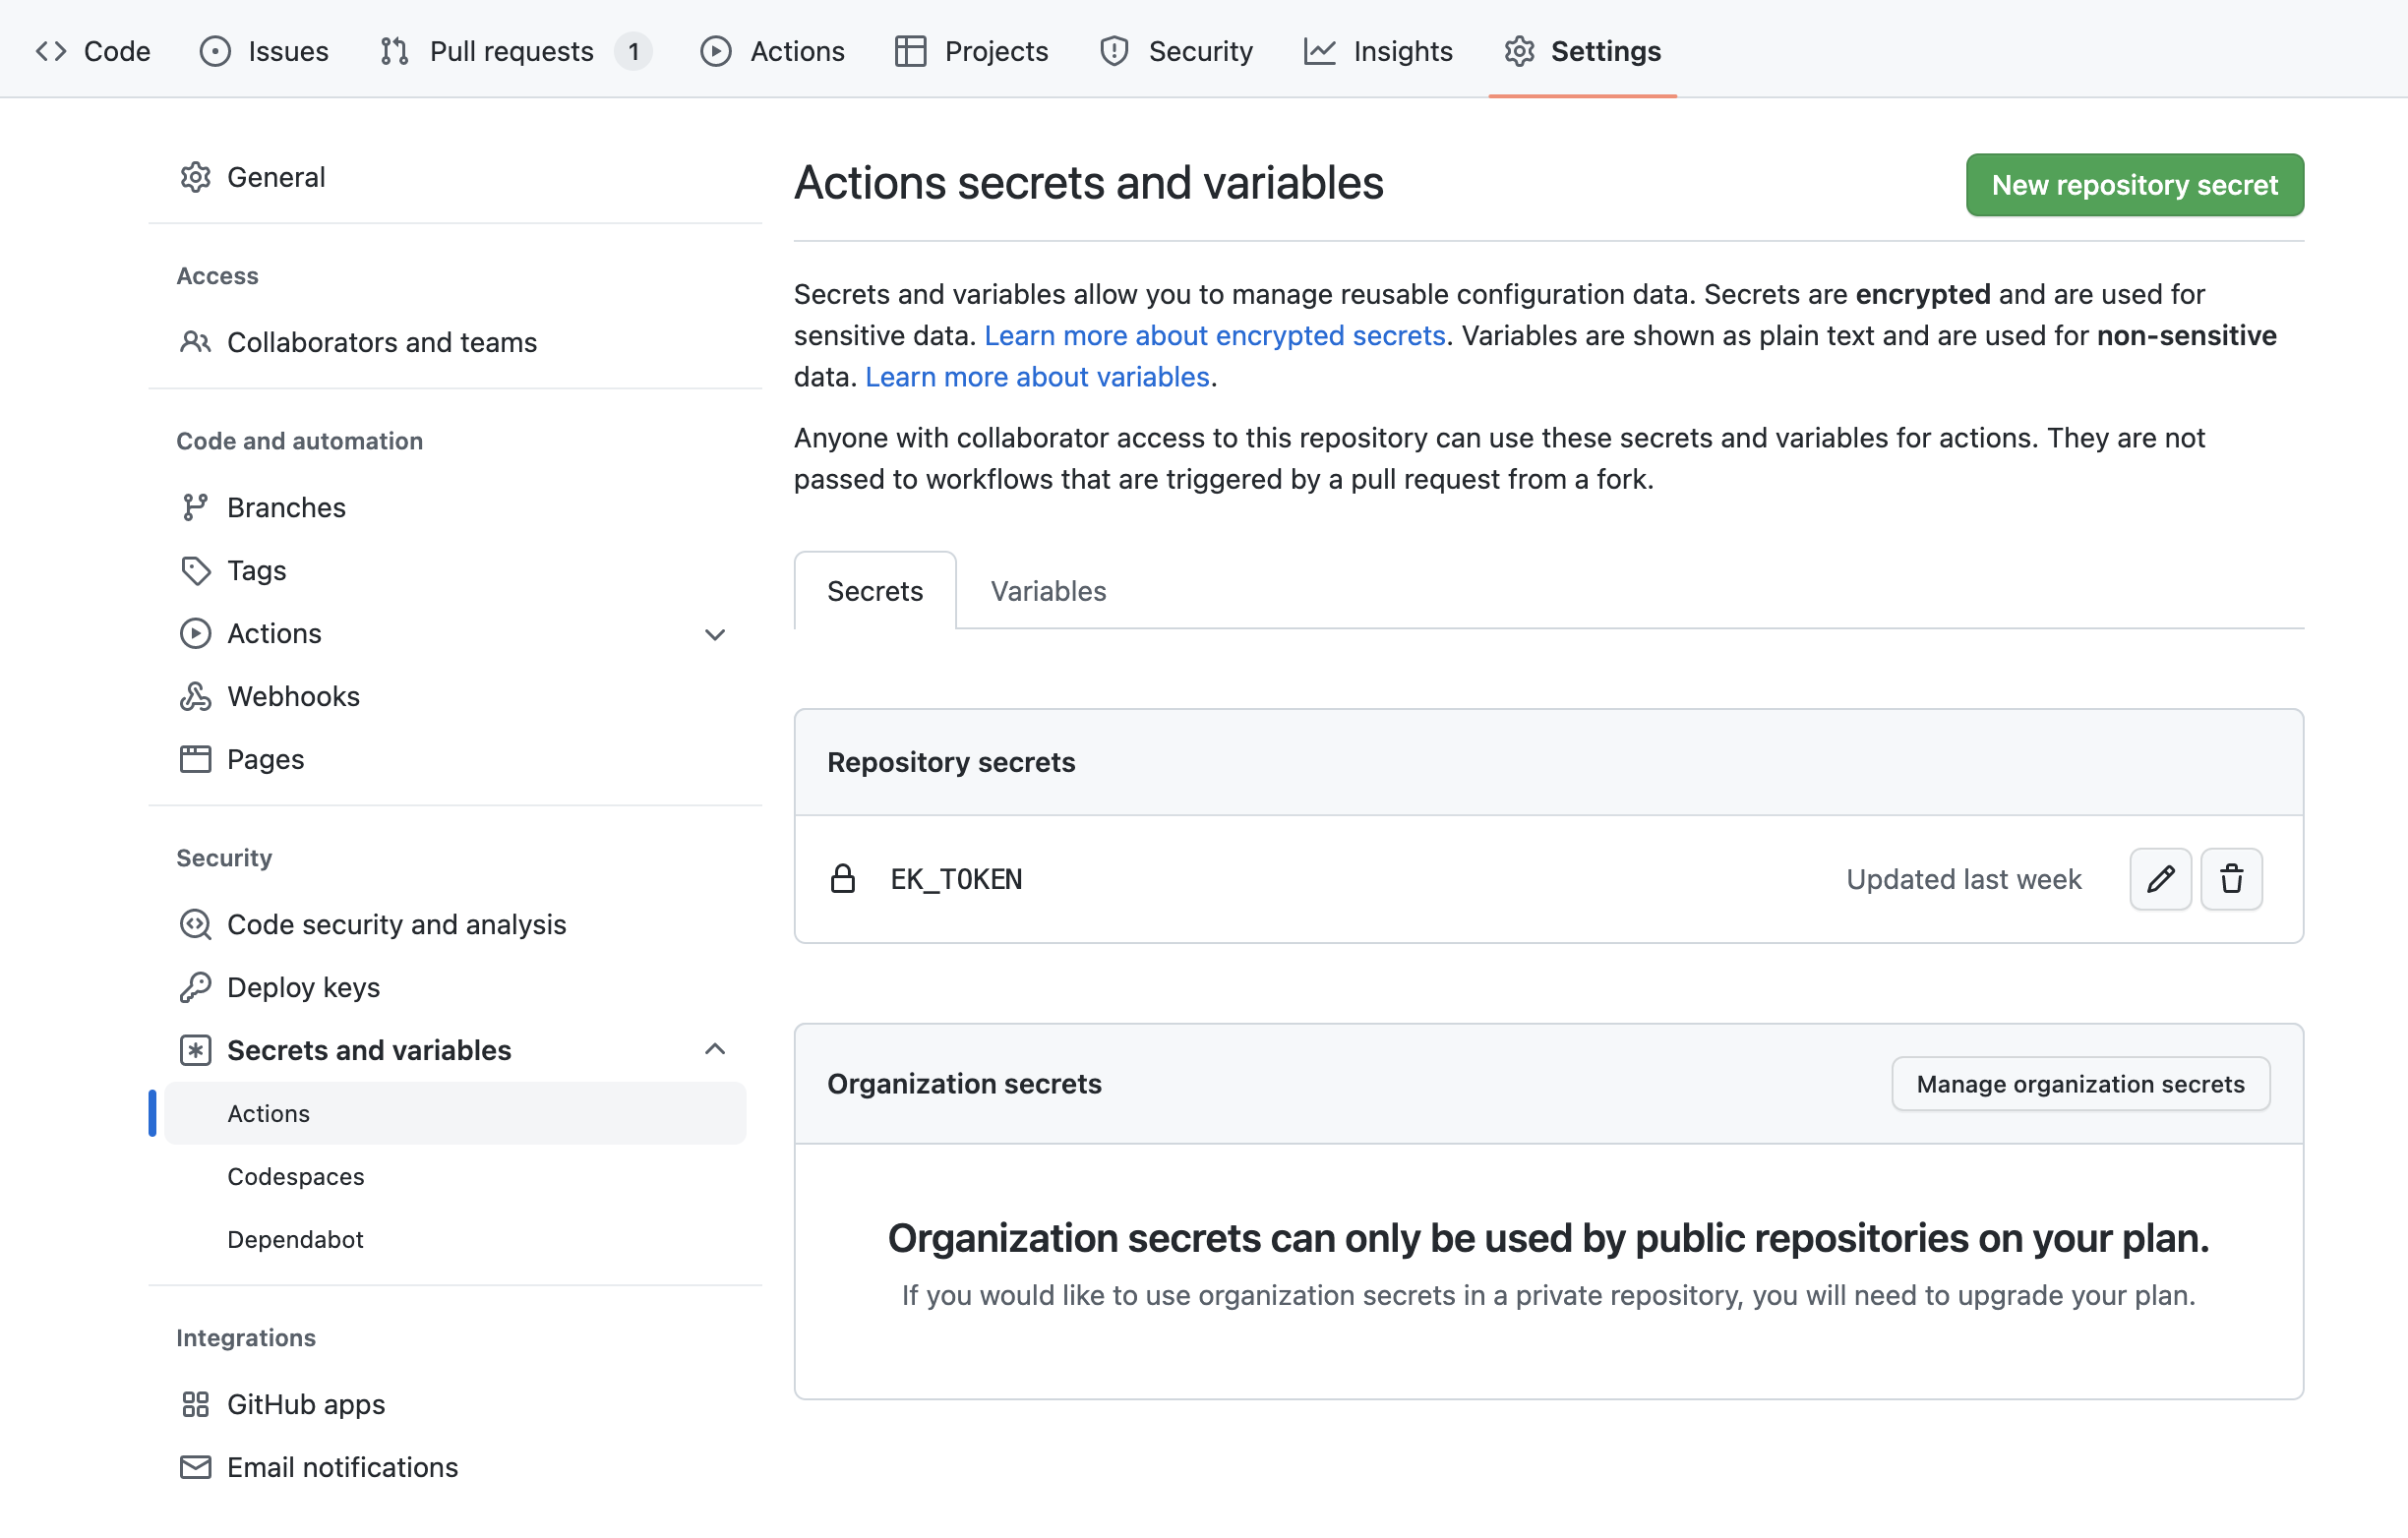 Code Issues Pull requests 1 Actions Projects Security Insights Settings
General
Access
Collaborators and teams
Code and automation
Branches
Tags
Actions
Webhooks
Pages
Security
Code security and analysis
Deploy keys
Secrets and variables
Actions
Codespaces
Dependabot
Integrations
GitHub apps
Email notifications
Actions secrets and variables
New repository secret
Secrets and variables allow you to manage reusable configuration data. Secrets are encrypted and are used for
sensitive data. Learn more about encrypted secrets. Variables are shown as plain text and are used for non-sensitive
data. Learn more about variables.
Anyone with collaborator access to this repository can use these secrets and variables for actions. They are not
passed to workflows that are triggered by a pull request from a fork.
Secrets Variables
Repository secrets
EK_TOKEN Updated last week
Organization secrets Manage organization secrets
Organization secrets can only be used by public repositories on your plan.
If you would like to use organization secrets in a private repository, you will need to upgrade your plan.